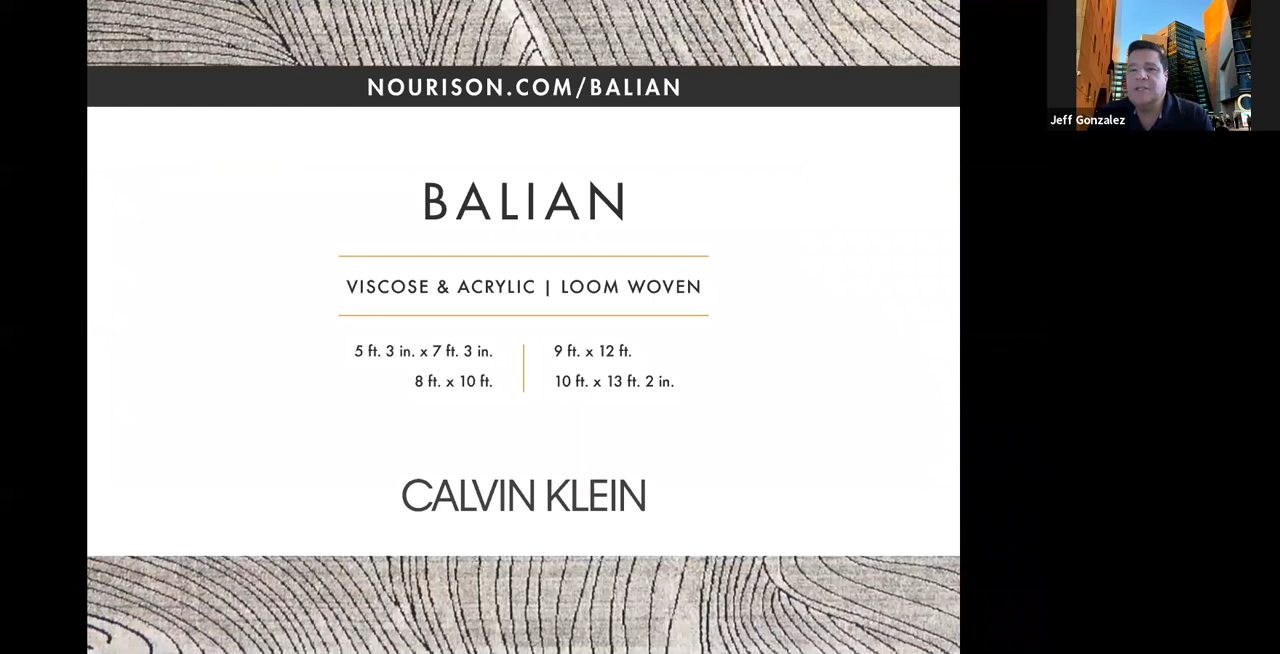 NOURISON.COM/BALIAN
Jeff Gonzalez
BALIAN
VISCOSE & ACRYLIC | LOOM WOVEN
5 ft. 3 in. x 7 ft. 3 in.
8 ft. x 10 ft.
9 ft. x 12 ft.
10 ft. x 13 ft. 2 in.
CALVIN KLEIN